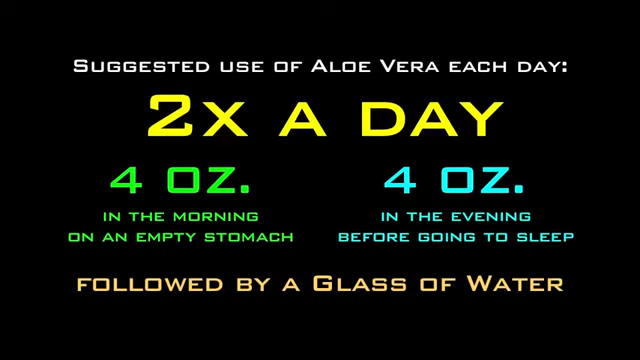 Suggested use of Aloe Vera each day:
2x a day
4 oz.
in the morning
on an empty stomach
4 oz.
in the evening
before going to sleep
followed by a Glass of Water